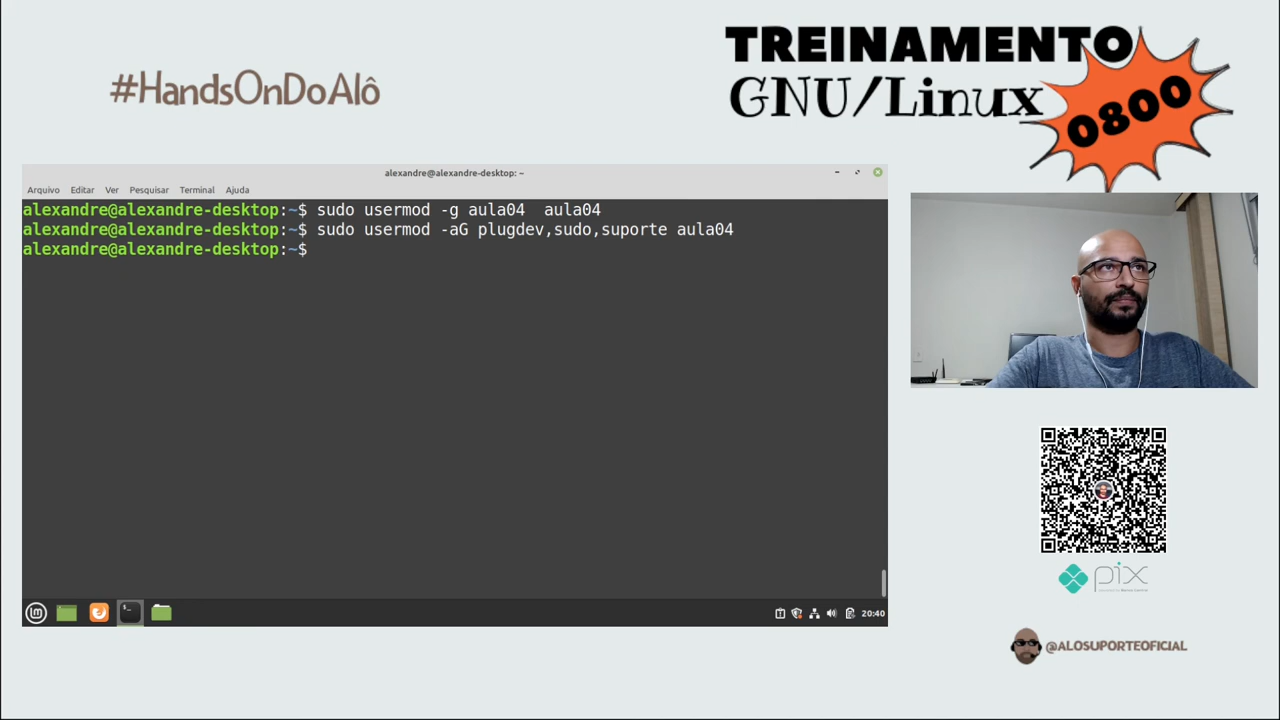 #HandsOnDoAlô
TREINAMENTO
GNU/Linux
0800
alexandre@alexandre-desktop: ~
Arquivo Editar Ver Pesquisar Terminal Ajuda
alexandre@alexandre-desktop:~$ sudo usermod -g aula04  aula04
alexandre@alexandre-desktop:~$ sudo usermod -aG plugdev,sudo,suporte aula04
alexandre@alexandre-desktop:~$
20:40
pix
@ALOSUPORTEOFICIAL